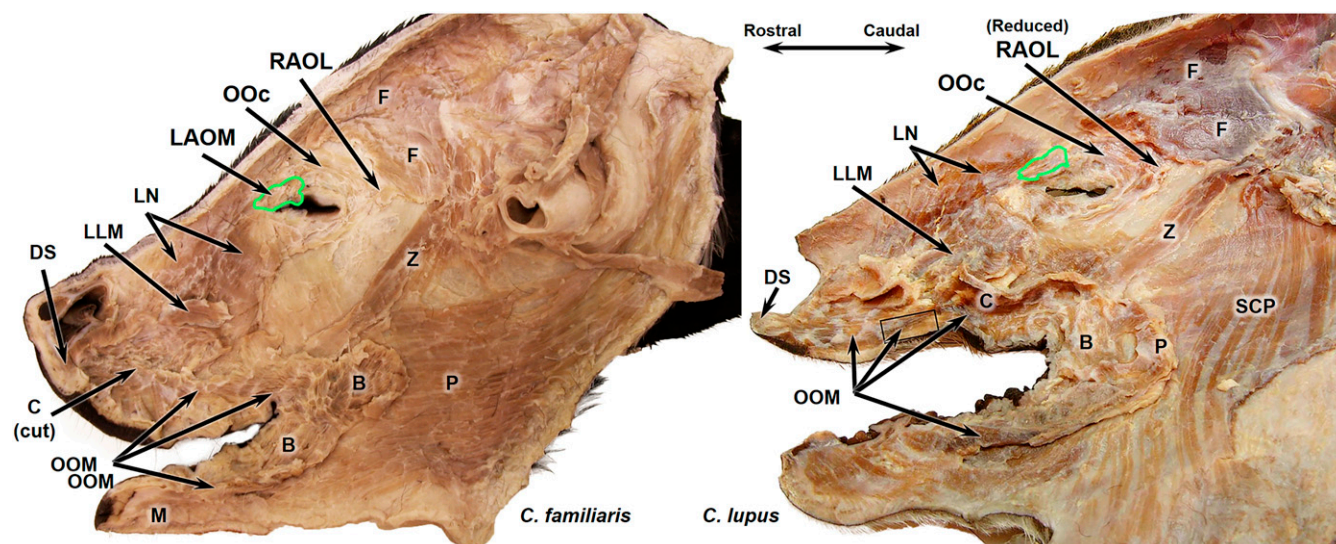 RAOL
OOc
LAOM
LN
LLM
DS
F
F
Z
C
(cut)
B
B
P
OOM
OOM
M
C. familiaris
Rostral
Caudal
(Reduced)
RAOL
OOc
LN
LLM
DS
F
F
Z
C
SCP
B
P
OOM
C. lupus